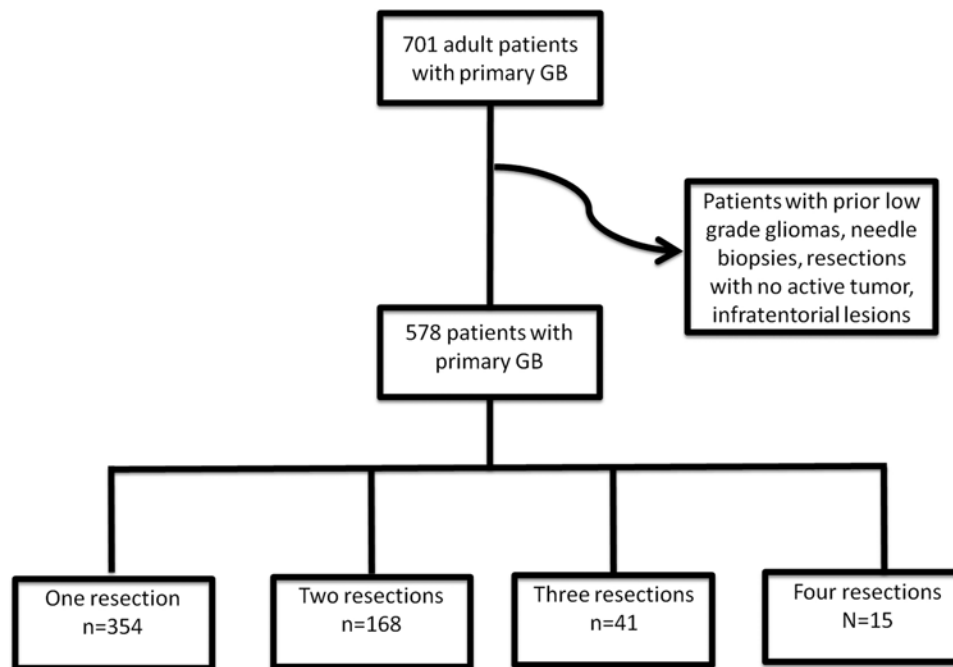 701 adult patients
with primary GB
Patients with prior low
grade gliomas, needle
biopsies, resections
with no active tumor,
infratentorial lesions
578 patients with
primary GB
One resection
n=354
Two resections
n=168
Three resections
n=41
Four resections
N=15